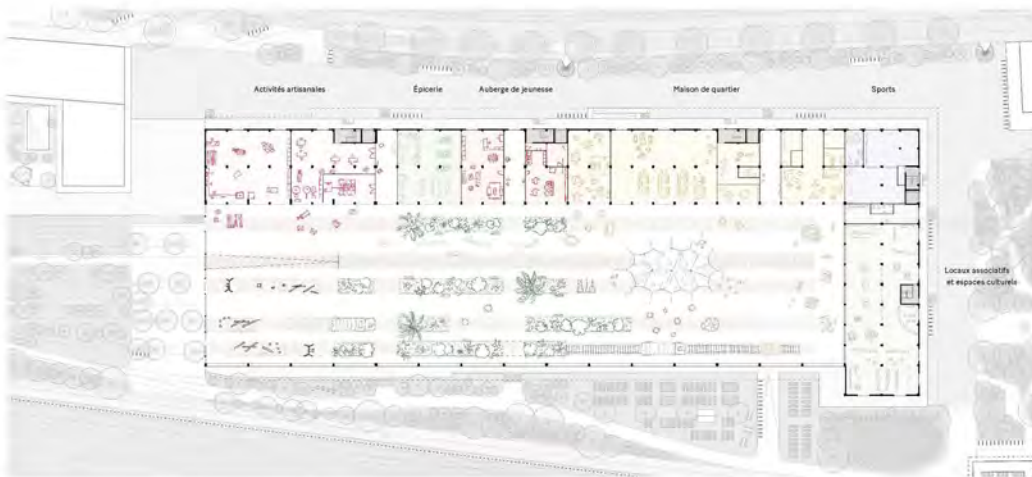 Activités artisanales
Épicerie
Auberge de jeunesse
Maison de quartier
Sports
Locaux associatifs
et espaces culturels